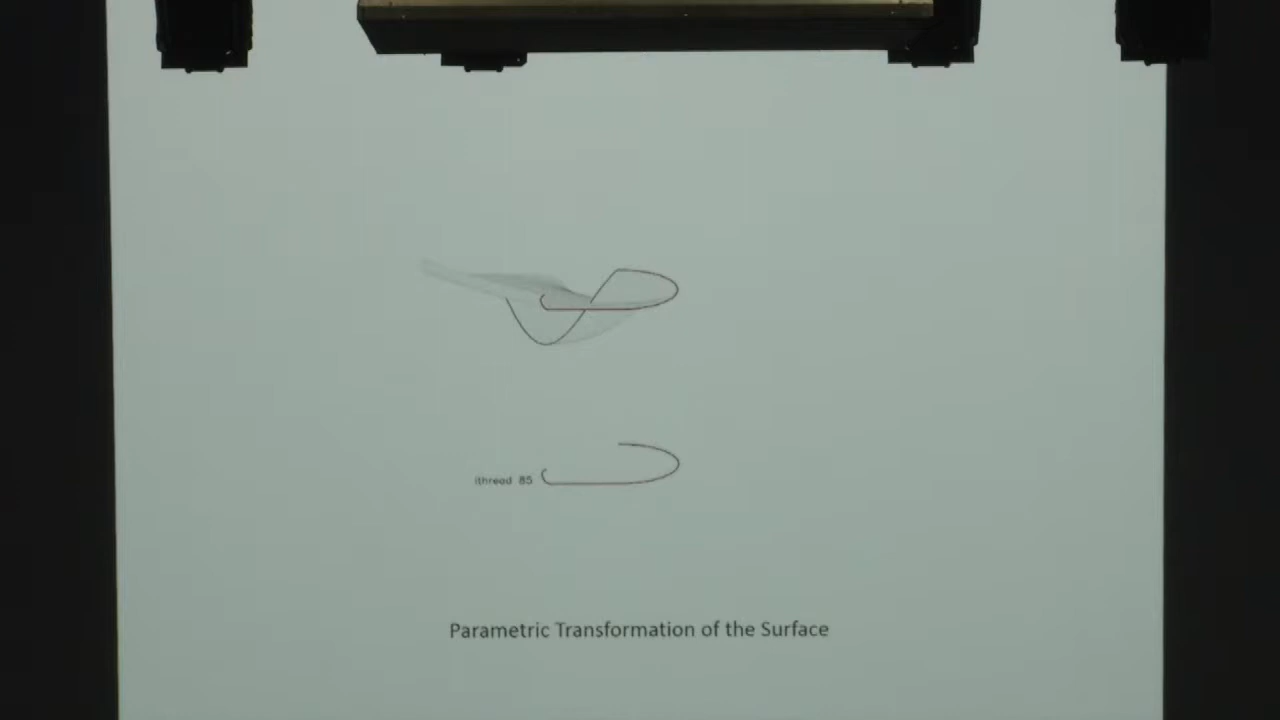 ithread 85
Parametric Transformation of the Surface